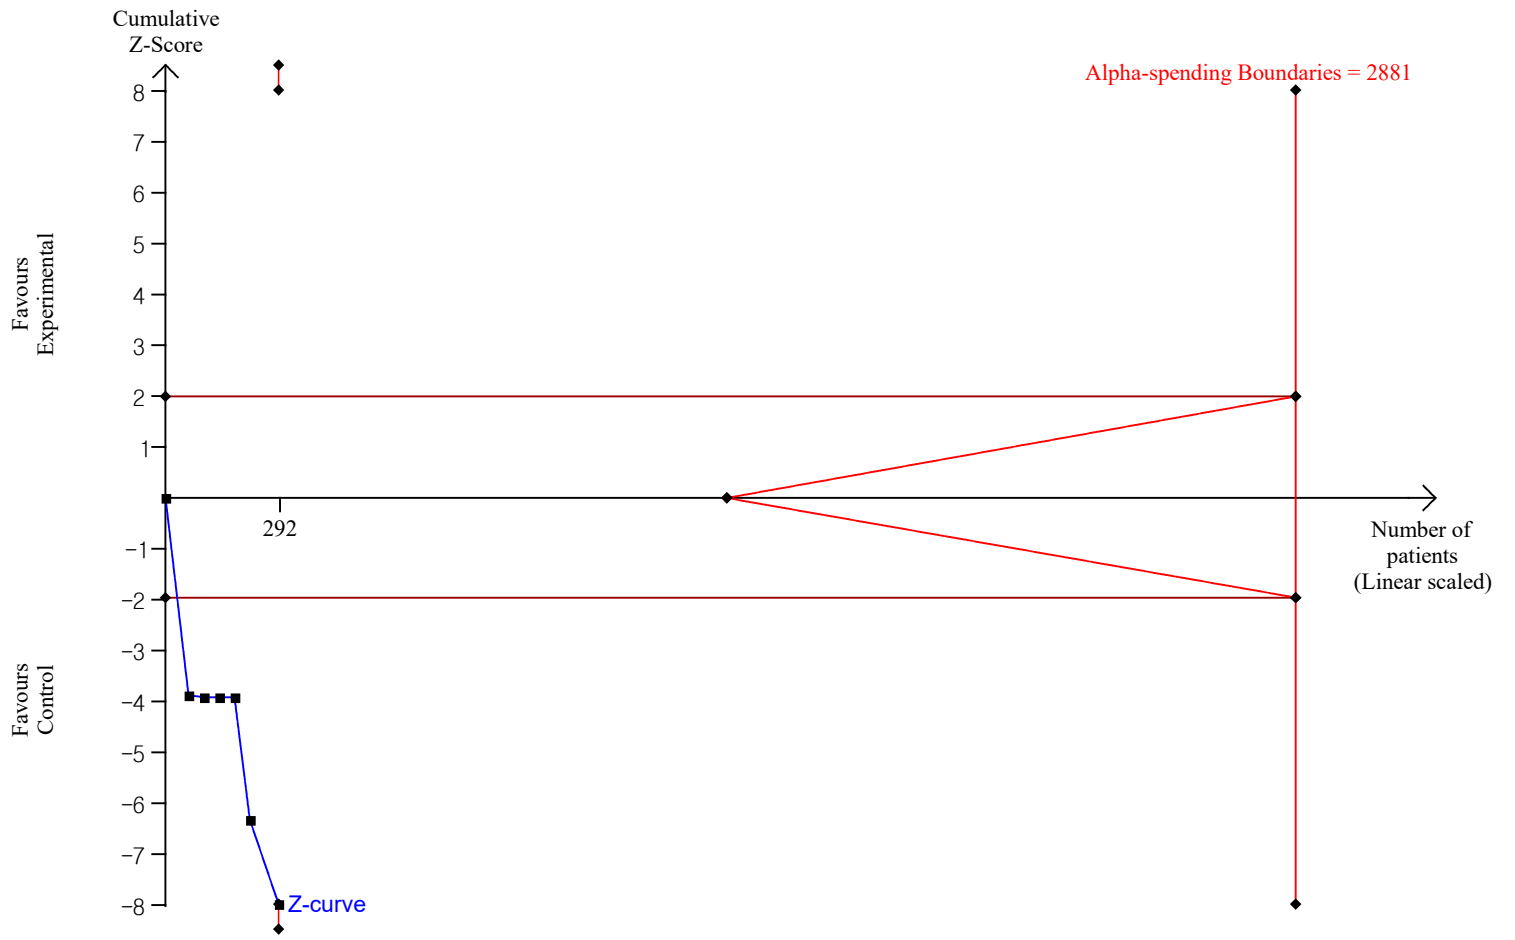 Cumulative
Z-Score
Alpha-spending Boundaries = 2881
8
7
6
5
4
3
2
1
-1
-2
-3
-4
-5
-6
-7
-8
Favours
Experimental
Favours
Control
292
Number of
patients
(Linear scaled)
Z-curve